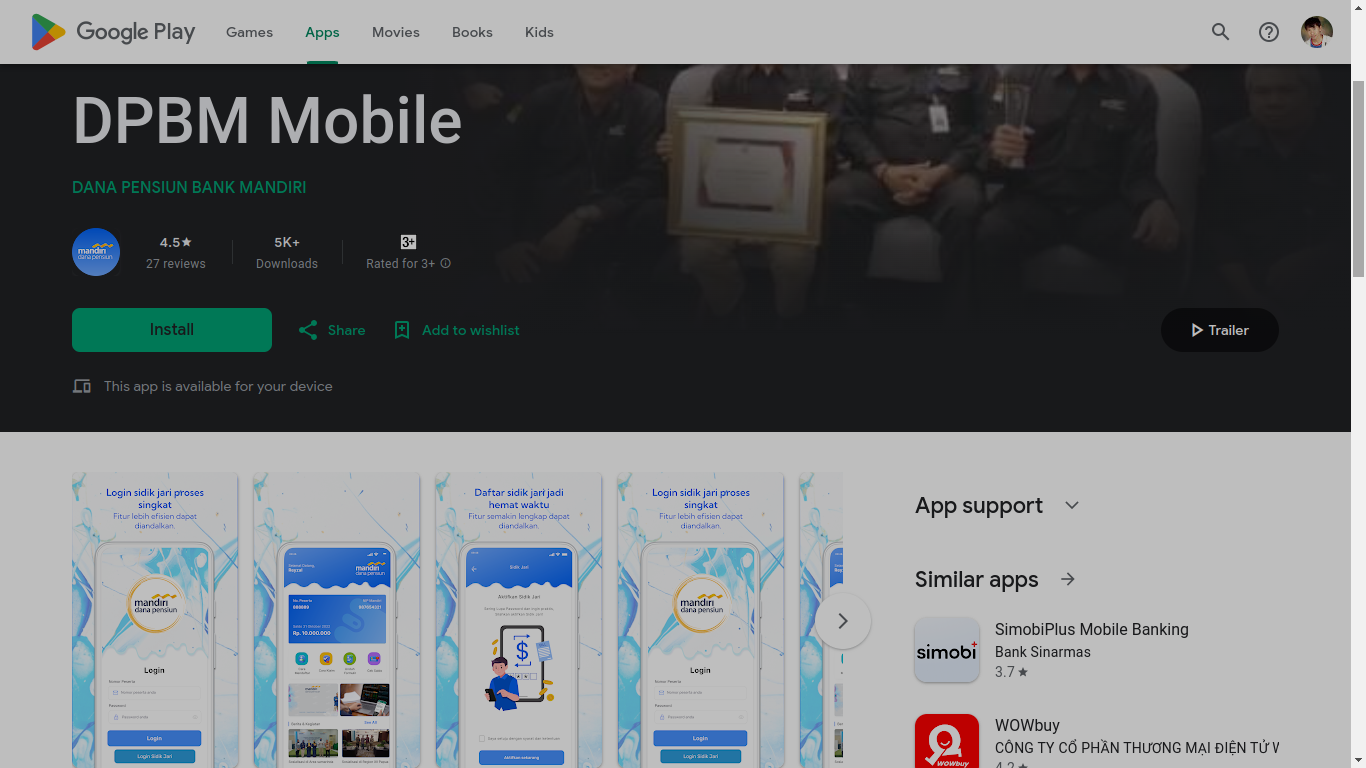 Google Play
Games
Apps
Movies
Books
Kids
DPBM Mobile
DANA PENSIUN BANK MANDIRI
mandiri
dana pensiun
4.5★
27 reviews
5K+
Downloads
3+
Rated for 3+
Install
Share
Add to wishlist
Trailer
This app is available for your device
Login sidik jari proses
singkat
Fitur lebih efisien dapat
diandalkan.
mandiri
dana pensiun
Login
Password
Login
Login Sidik Jari
mandiri
dana pensiun
Rp. 10.000.000
Daftar sidik jari jadi
hemat waktu
Fitur semakin lengkap dapat
diandalkan.
Sidik Jari
Aktifkan Sidik Jari
Aktifkan sekarang
Login sidik jari proses
singkat
Fitur lebih efisien dapat
diandalkan.
mandiri
dana pensiun
Login
Password
Login
Login Sidik Jari
App support
Similar apps
simobi+
SimobiPlus Mobile Banking
Bank Sinarmas
3.7★
WOWbuy
WOWbuy
CÔNG TY CỔ PHẦN THƯƠNG MẠI ĐIỆN TỬ
4.2★